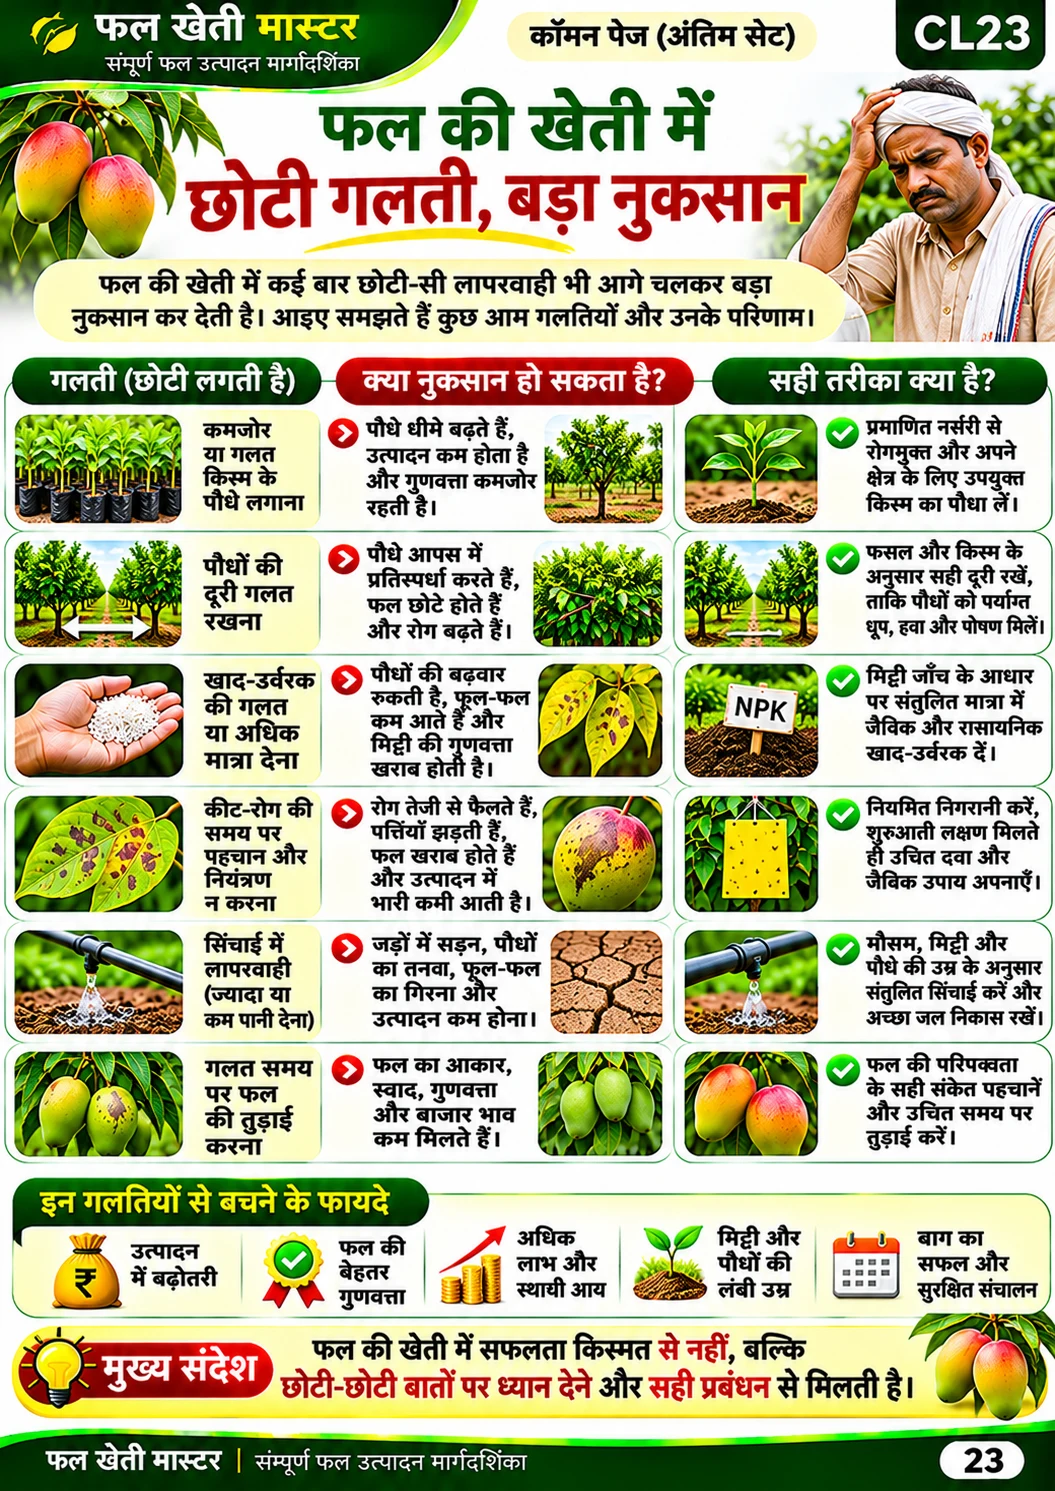 फल खेती मास्टर
संपूर्ण फल उत्पादन मार्गदर्शिका
कॉमन पेज (अंतिम सेट)
CL23
फल की खेती में
छोटी गलती, बड़ा नुकसान
फल की खेती में कई बार छोटी-सी लापरवाही भी आगे चलकर बड़ा
नुकसान कर देती है। आइए समझते हैं कुछ आम गलतियों और उनके परिणाम।
गलती (छोटी लगती है)
क्या नुकसान हो सकता है?
सही तरीका क्या है?
कमजोर
या गलत
किस्म के
पौधे लगाना
पौधे धीमे बढ़ते हैं,
उत्पादन कम होता है
और गुणवत्ता कमजोर
रहती है।
प्रमाणित नर्सरी से
रोगमुक्त और अपने
क्षेत्र के लिए उपयुक्त
किस्म का पौधा लें।
पौधों की
दूरी गलत
रखना
पौधे आपस में
प्रतिस्पर्धा करते हैं,
फल छोटे होते हैं
और रोग बढ़ते हैं।
फसल और किस्म के
अनुसार सही दूरी रखें,
ताकि पौधों को पर्याप्त
धूप, हवा और पोषण मिलें।
खाद-उर्वरक
की गलत
या अधिक
मात्रा देना
पौधों की बढ़वार
रुकती है, फूल-फल
कम आते हैं और
मिट्टी की गुणवत्ता
खराब होती है।
NPK
मिट्टी जाँच के आधार
पर संतुलित मात्रा में
जैविक और रासायनिक
खाद-उर्वरक दें।
कीट-रोग की
समय पर
पहचान और
नियंत्रण
न करना
रोग तेजी से फैलते हैं,
पत्तियाँ झड़ती हैं,
फल खराब होते हैं
और उत्पादन में
भारी कमी आती है।
नियमित निगरानी करें,
शुरुआती लक्षण मिलते
ही उचित दवा और
जैविक उपाय अपनाएँ।
सिंचाई में
लापरवाही
(ज्यादा या
कम पानी देना)
जड़ों में सड़न, पौधों
का तनवा, फूल-फल
का गिरना और
उत्पादन कम होना।
मौसम, मिट्टी और
पौधे की उम्र के अनुसार
संतुलित सिंचाई करें और
अच्छा जल निकास रखें।
गलत समय
पर फल
की तुड़ाई
करना
फल का आकार,
स्वाद, गुणवत्ता
और बाजार भाव
कम मिलते हैं।
फल की परिपक्वता
के सही संकेत पहचानें
और उचित समय पर
तुड़ाई करें।
इन गलतियों से बचने के फायदे
₹
उत्पादन
में बढ़ोतरी
फल की
बेहतर
गुणवत्ता
अधिक
लाभ और
स्थायी आय
मिट्टी और
पौधों की
लंबी उम्र
बाग का
सफल और
सुरक्षित संचालन
मुख्य संदेश
फल की खेती में सफलता किस्मत से नहीं, बल्कि
छोटी-छोटी बातों पर ध्यान देने और सही प्रबंधन से मिलती है।
फल खेती मास्टर | संपूर्ण फल उत्पादन मार्गदर्शिका
23